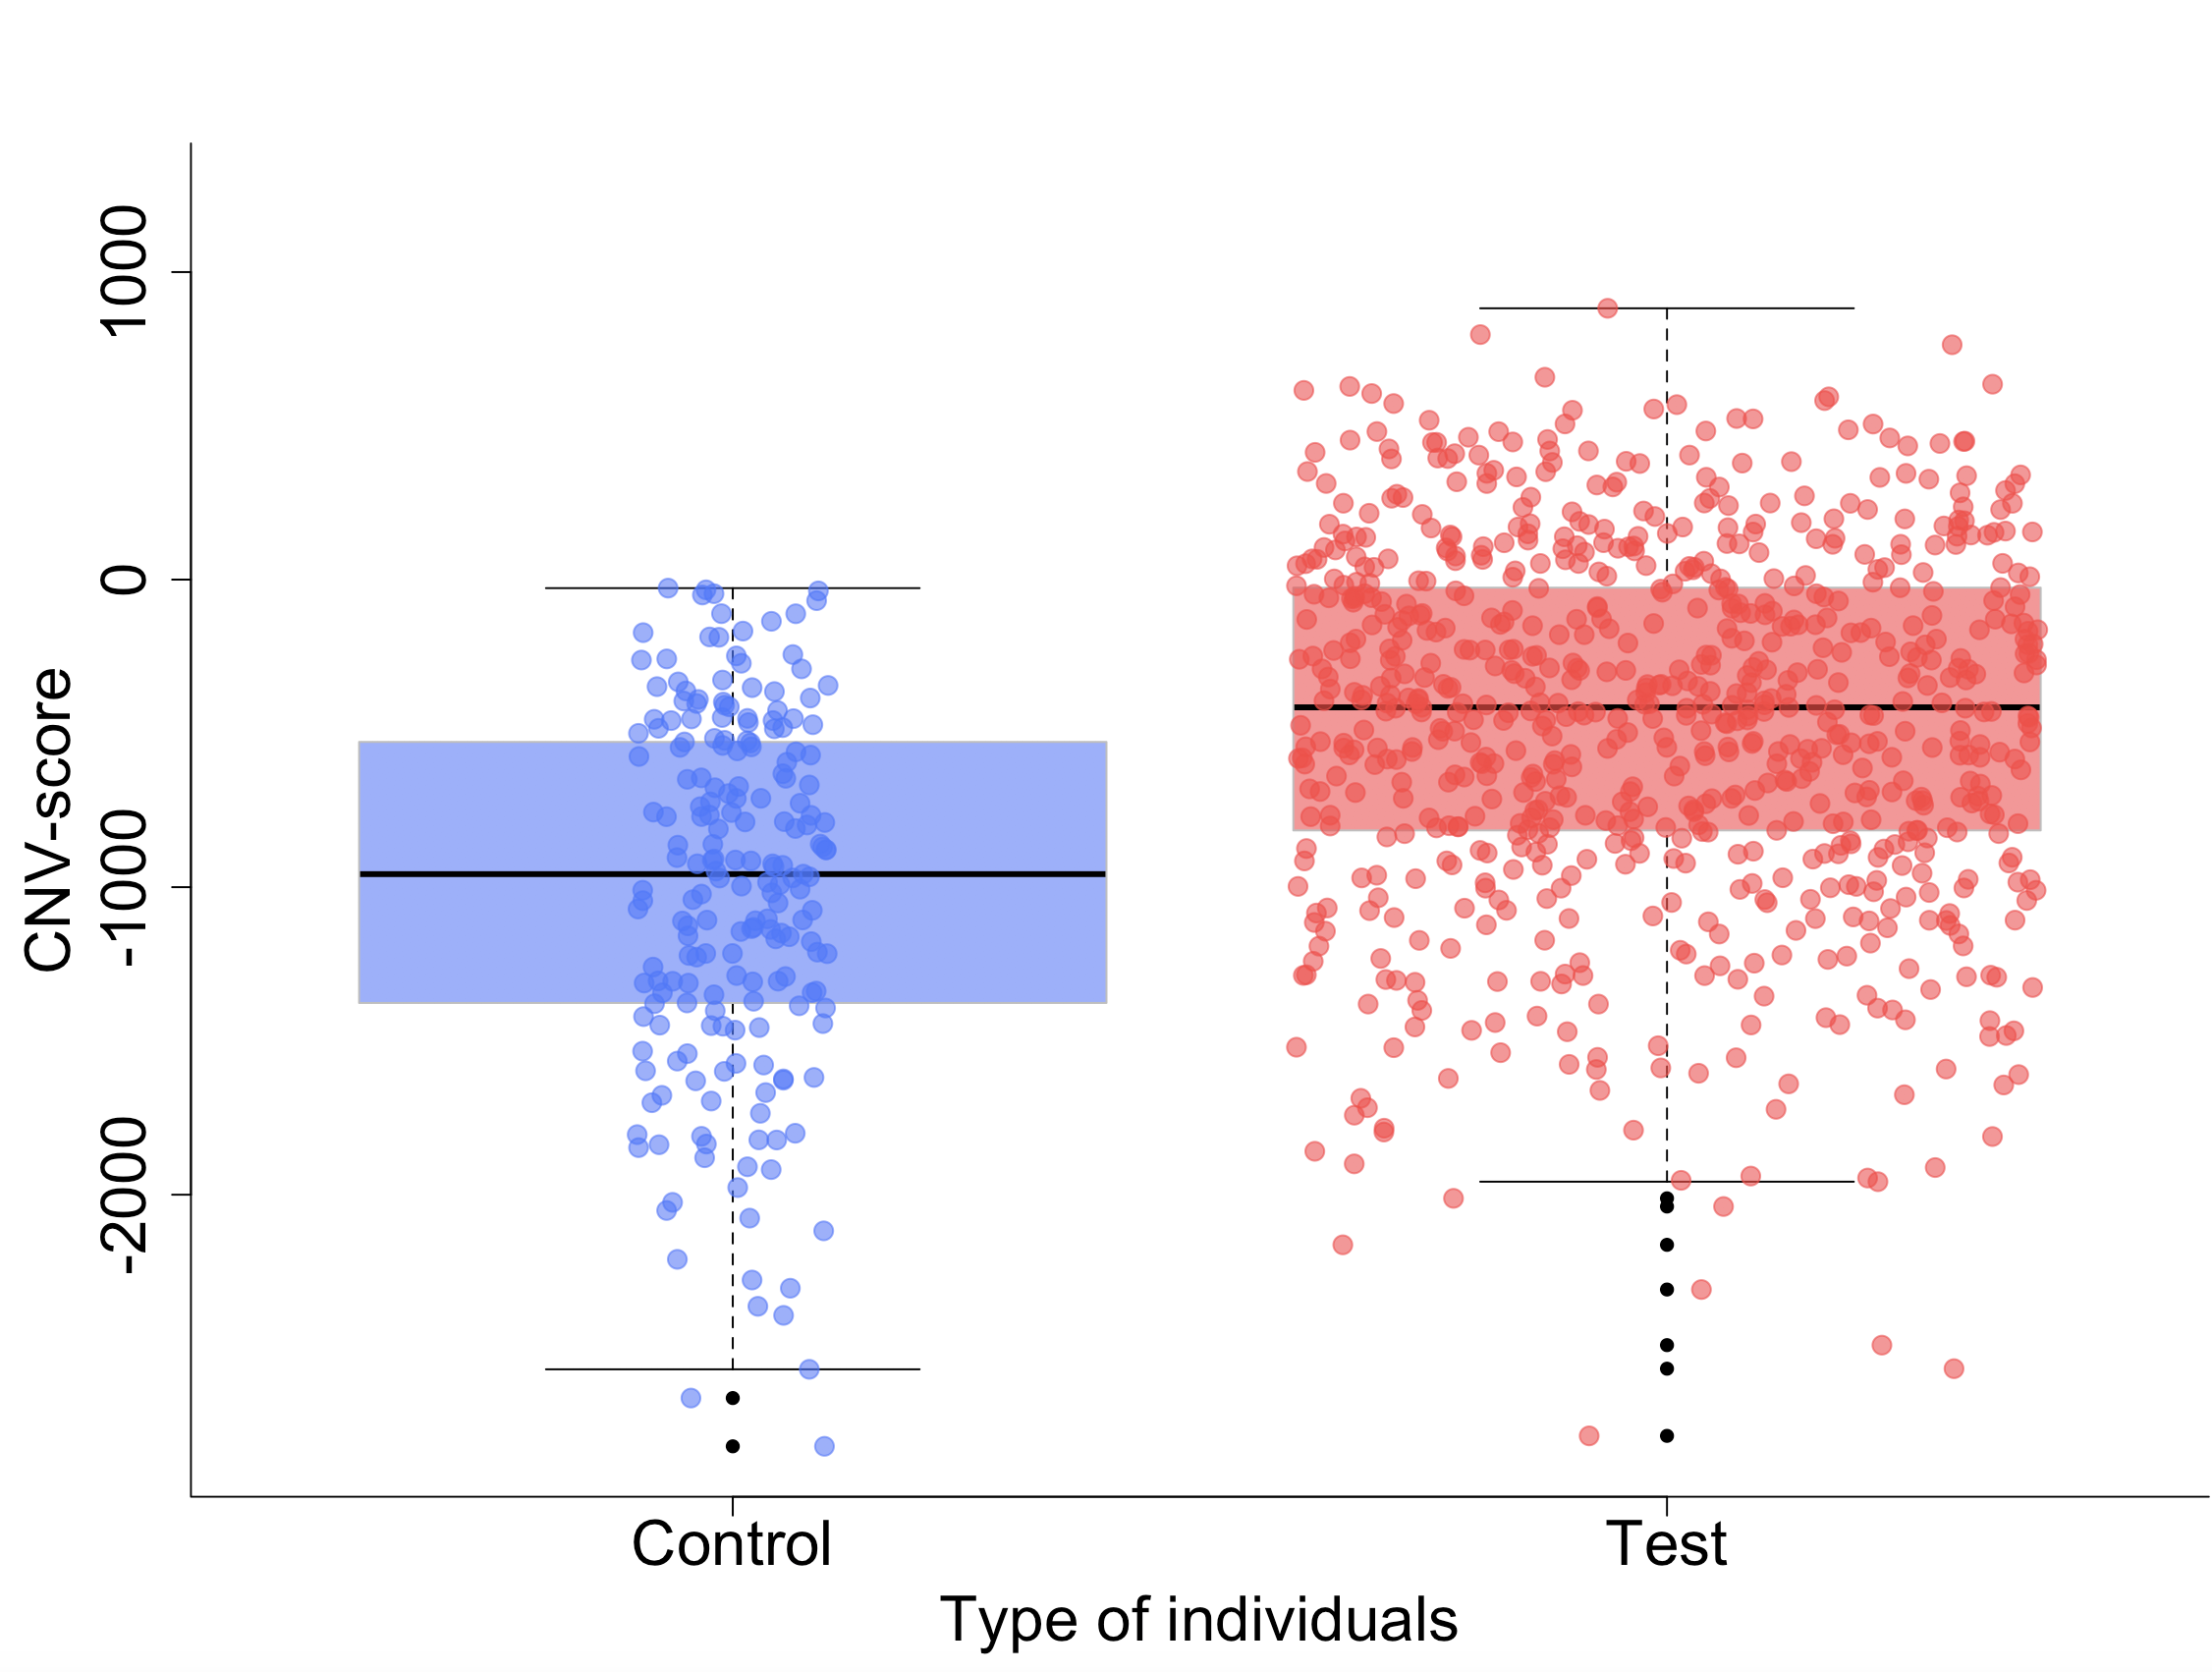 CNV-score
1000
0
-1000
-2000
Control
Test
Type of individuals